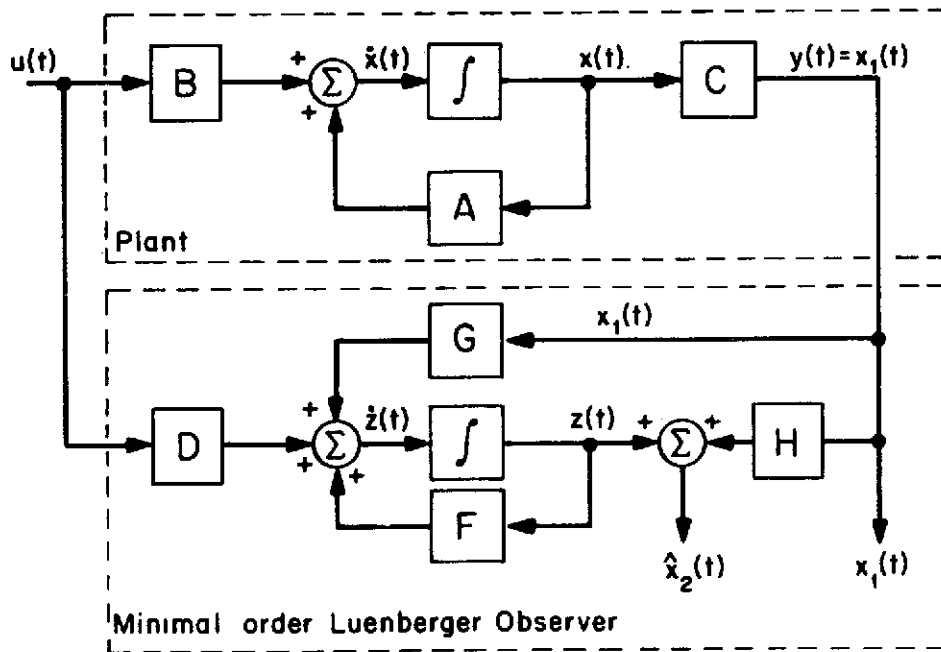 u(t)
B
+
+
Σ
ẋ(t)
∫
x(t).
C
y(t)=x₁(t)
A
Plant
G
x₁(t)
D
+
+
+
Σ
ż(t)
∫
z(t)
+
+
Σ
H
F
x̂₂(t)
x₁(t)
Minimal order Luenberger Observer